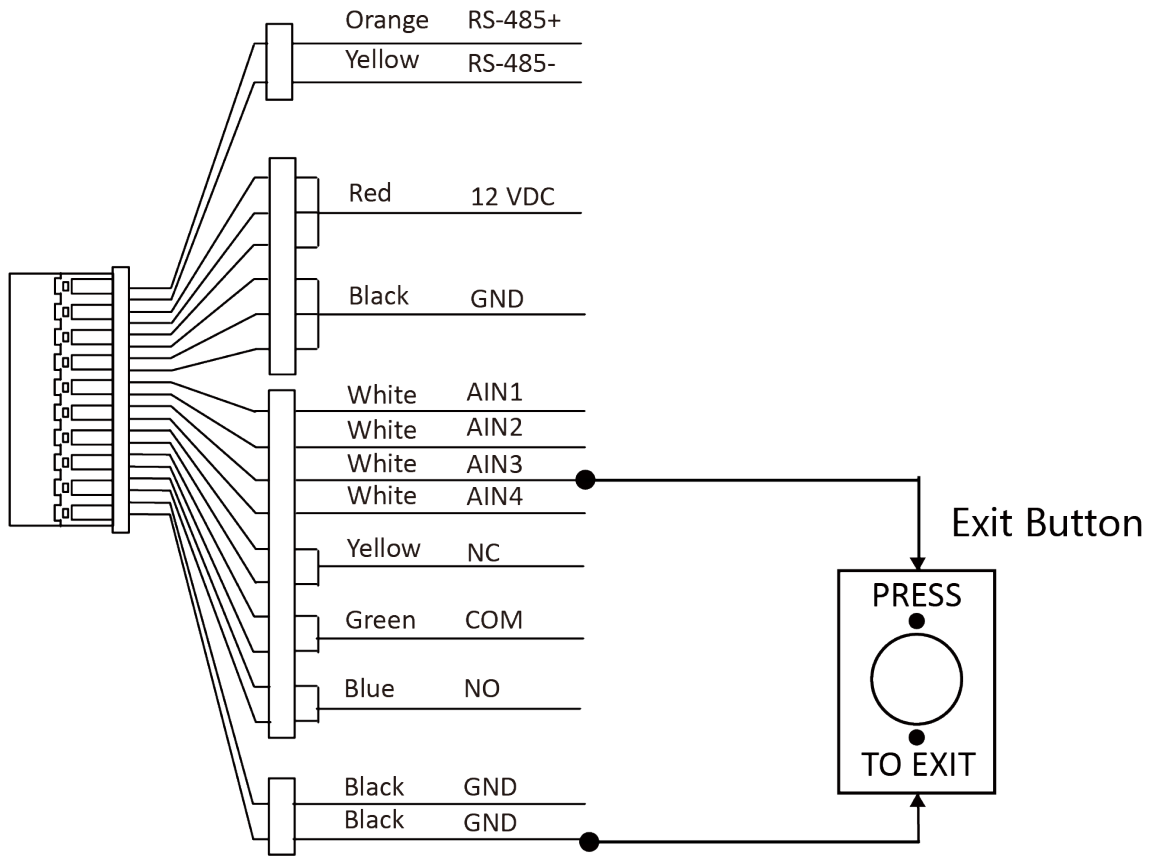 Orange RS-485+
Yellow RS-485-
Red 12 VDC
Black GND
White AIN1
White AIN2
White AIN3
White AIN4
Yellow NC
Green COM
Blue NO
Black GND
Black GND
Exit Button
PRESS
TO EXIT